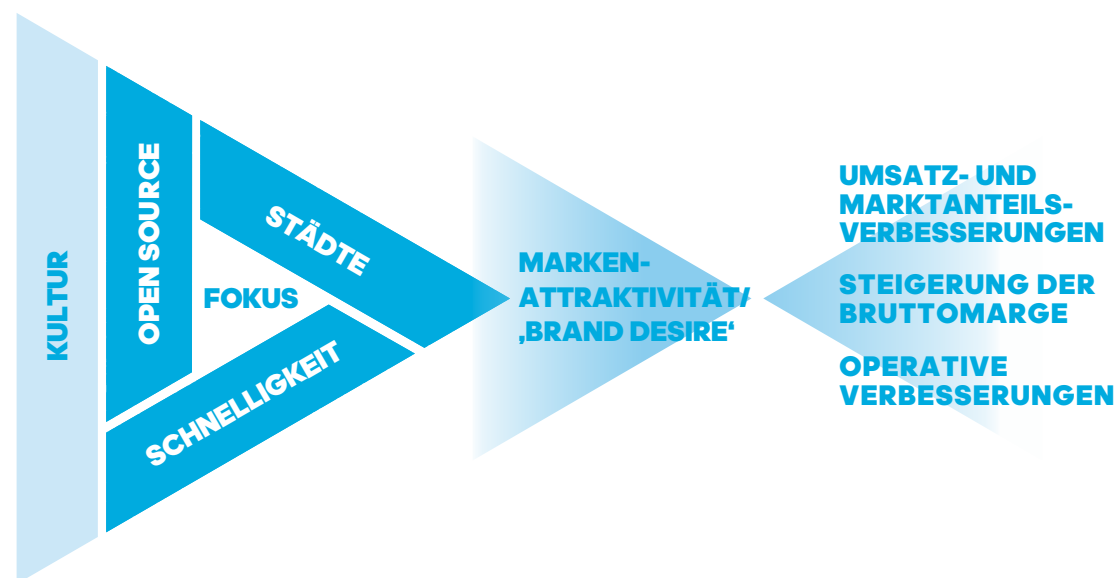 KULTUR
OPEN SOURCE
STÄDTE
FOKUS
SCHNELLIGKEIT
MARKEN-
ATTRAKTIVITÄT/
‚BRAND DESIRE‘
UMSATZ- UND
MARKTANTEILS-
VERBESSERUNGEN
STEIGERUNG DER
BRUTTOMARGE
OPERATIVE
VERBESSERUNGEN